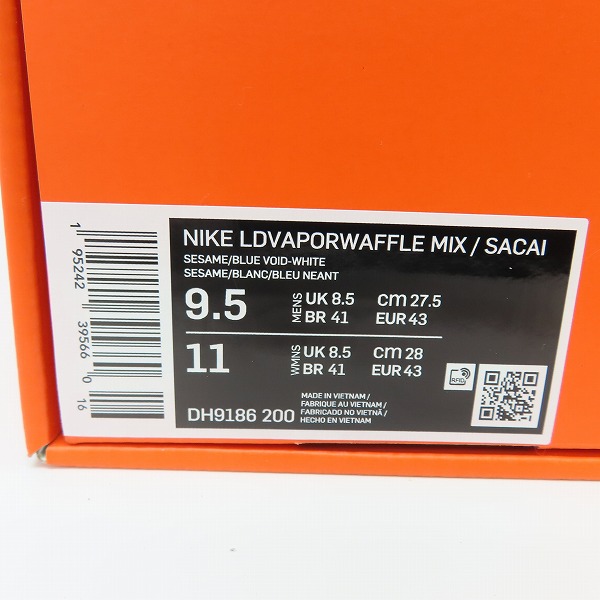 1 95242 39566 0 16
NIKE LDVAPORWAFFLE MIX / SACAI
SESAME/BLUE VOID-WHITE
SESAME/BLANC/BLEU NEANT
9.5 MENS UK 8.5 cm 27.5
BR 41 EUR 43
11 WMNS UK 8.5 cm 28
BR 41 EUR 43
RFID
DH9186 200
MADE IN VIETNAM /
FABRIQUE AU VIETNAM /
FABRICADO NO VIETNÃ /
HECHO EN VIETNAM